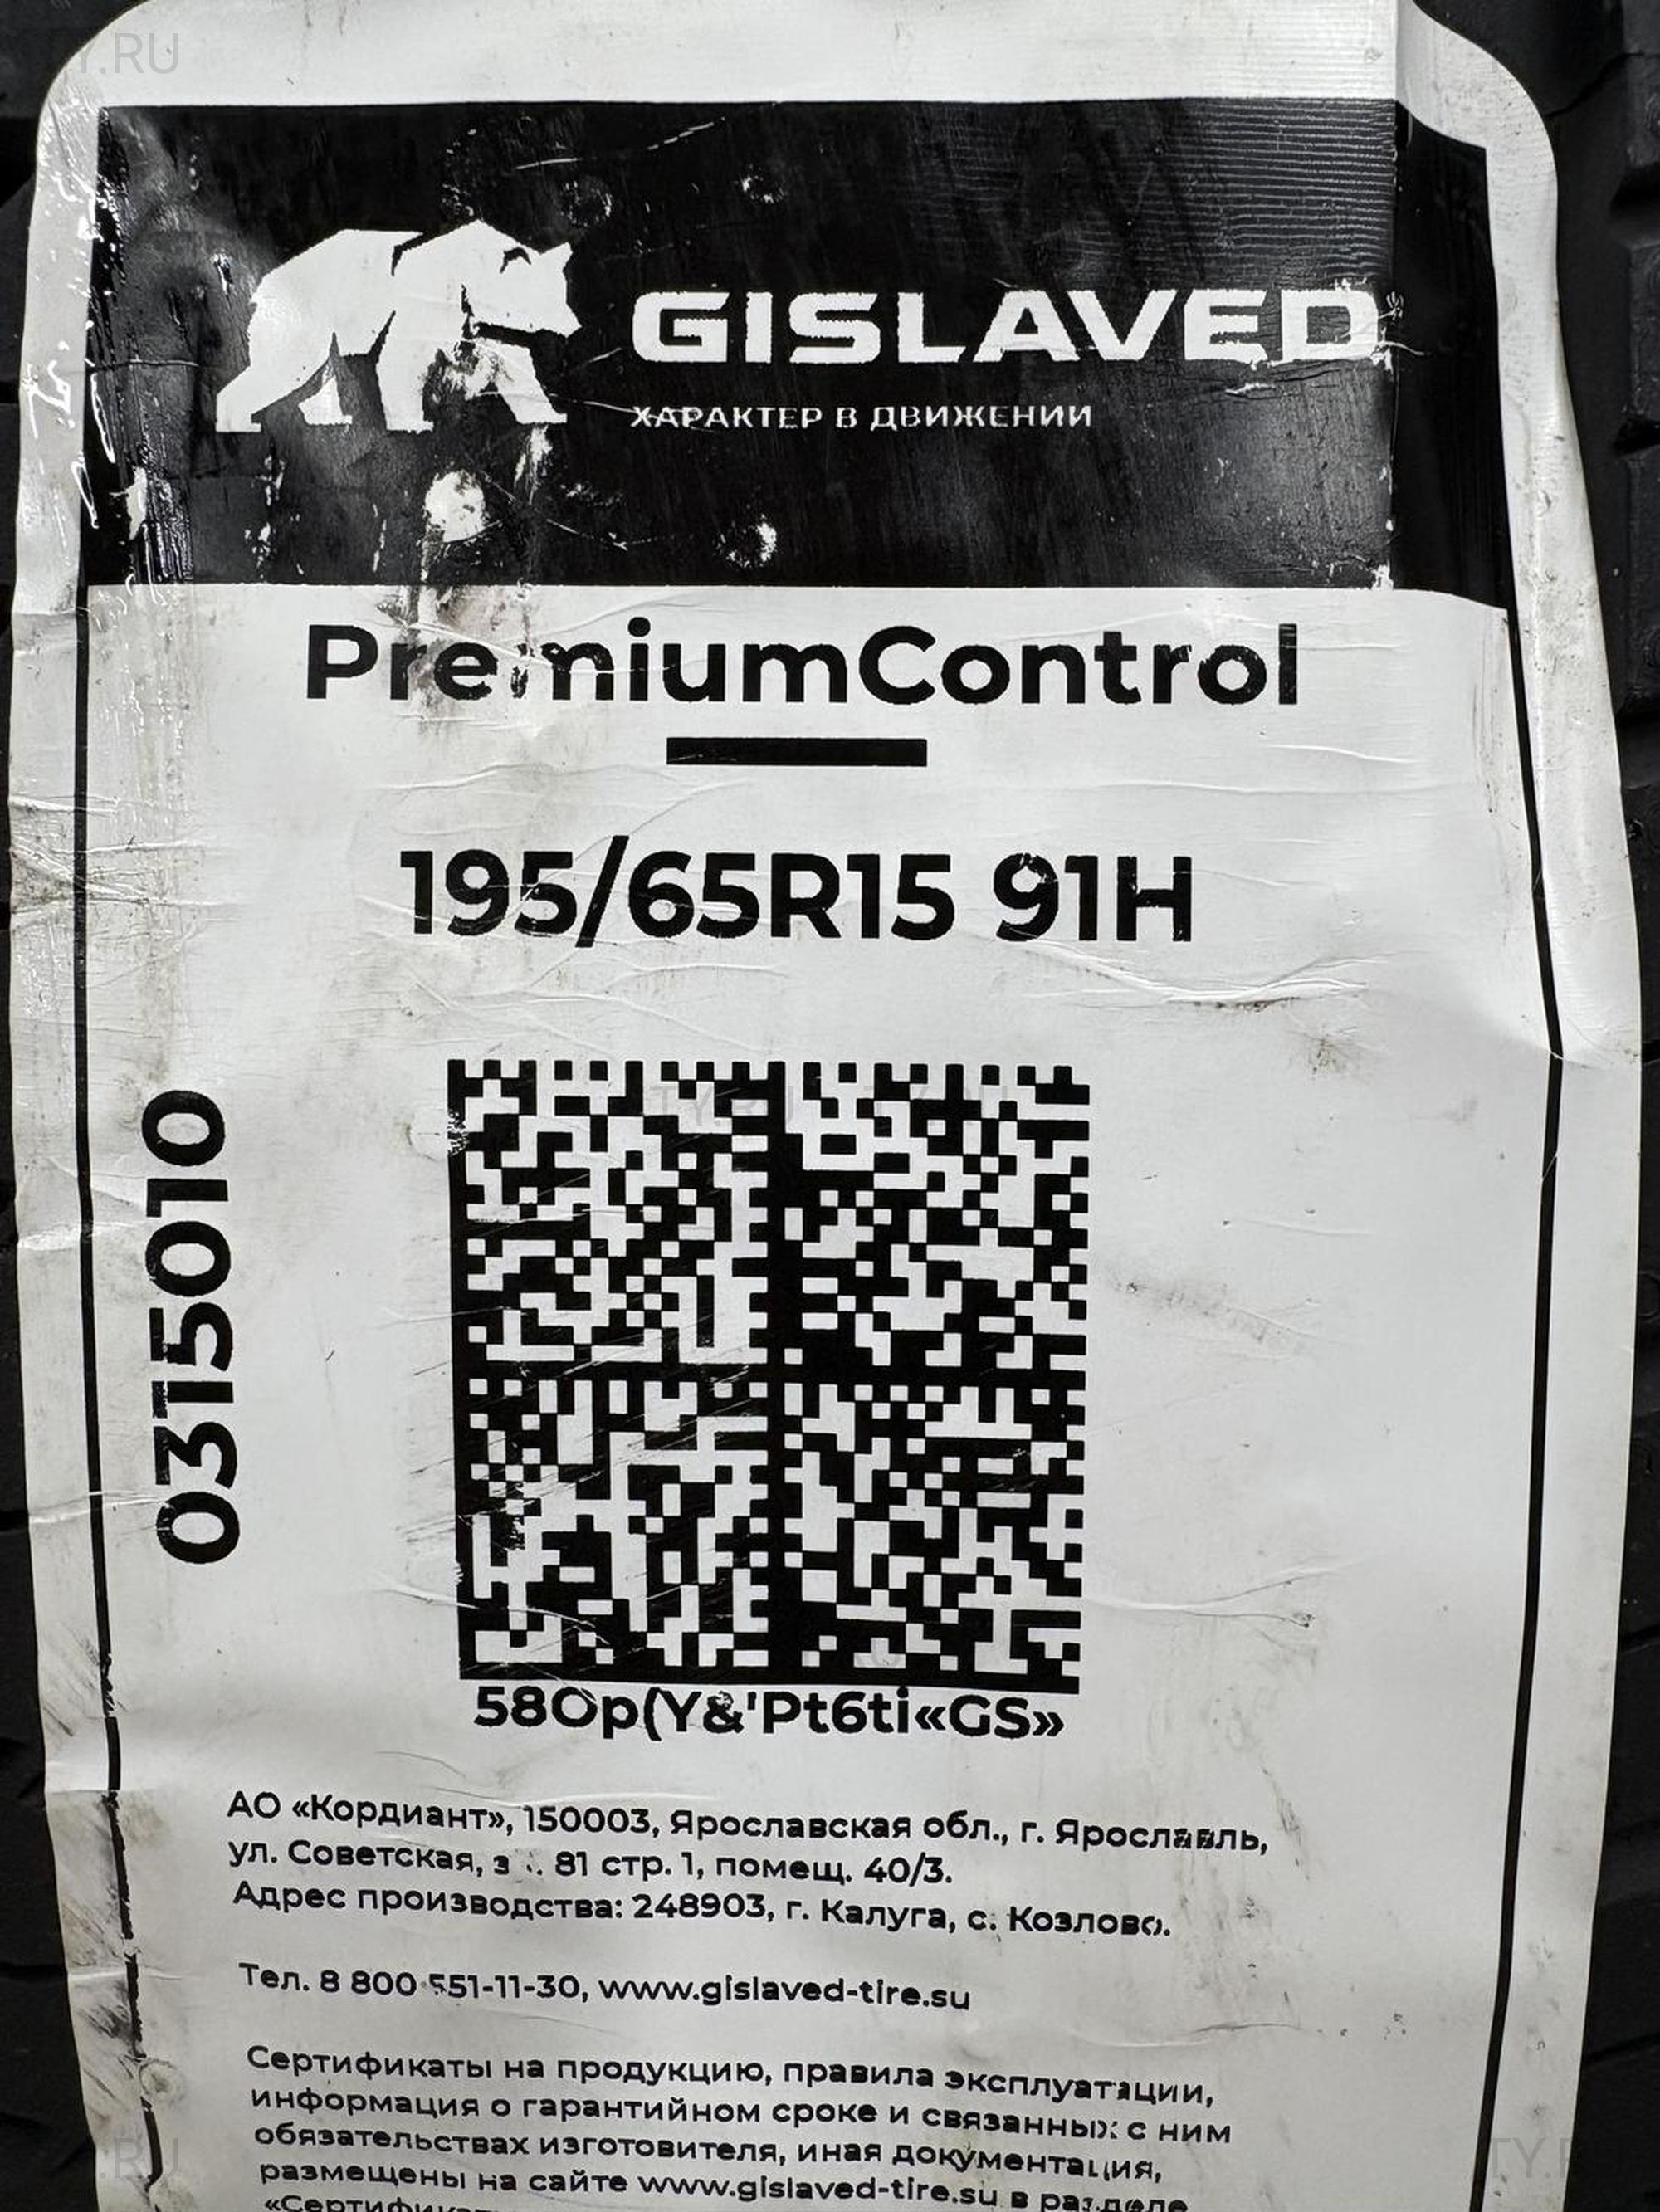 GISLAVED
ХАРАКТЕР В ДВИЖЕНИИ
PremiumControl
195/65R15 91H
0315010
58Op(Y&'Pt6ti«GS»
АО «Кордиант», 150003, Ярославская обл., г. Ярославль,
ул. Советская, 81 стр. 1, помещ. 40/3.
Адрес производства: 248903, г. Калуга, с. Козлово.
Тел. 8 800 551-11-30, www.gislaved-tire.su
Сертификаты на продукцию, правила эксплуатации,
информация о гарантийном сроке и связанных с ним
обязательствах изготовителя, иная документация,
размещены на сайте www.gislaved-tire.su в разделе